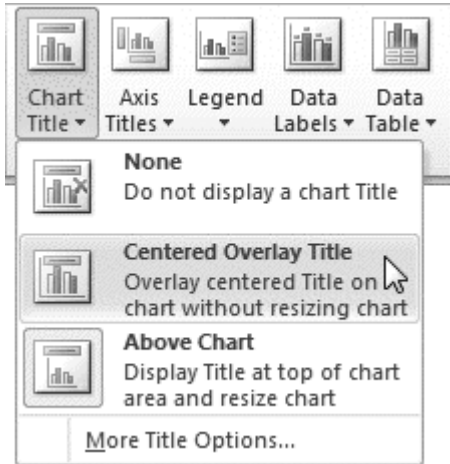 Chart Axis Legend Data Data
Title Titles Labels Table
None
Do not display a chart Title
Centered Overlay Title
Overlay centered Title on
chart without resizing chart
Above Chart
Display Title at top of chart
area and resize chart
More Title Options...